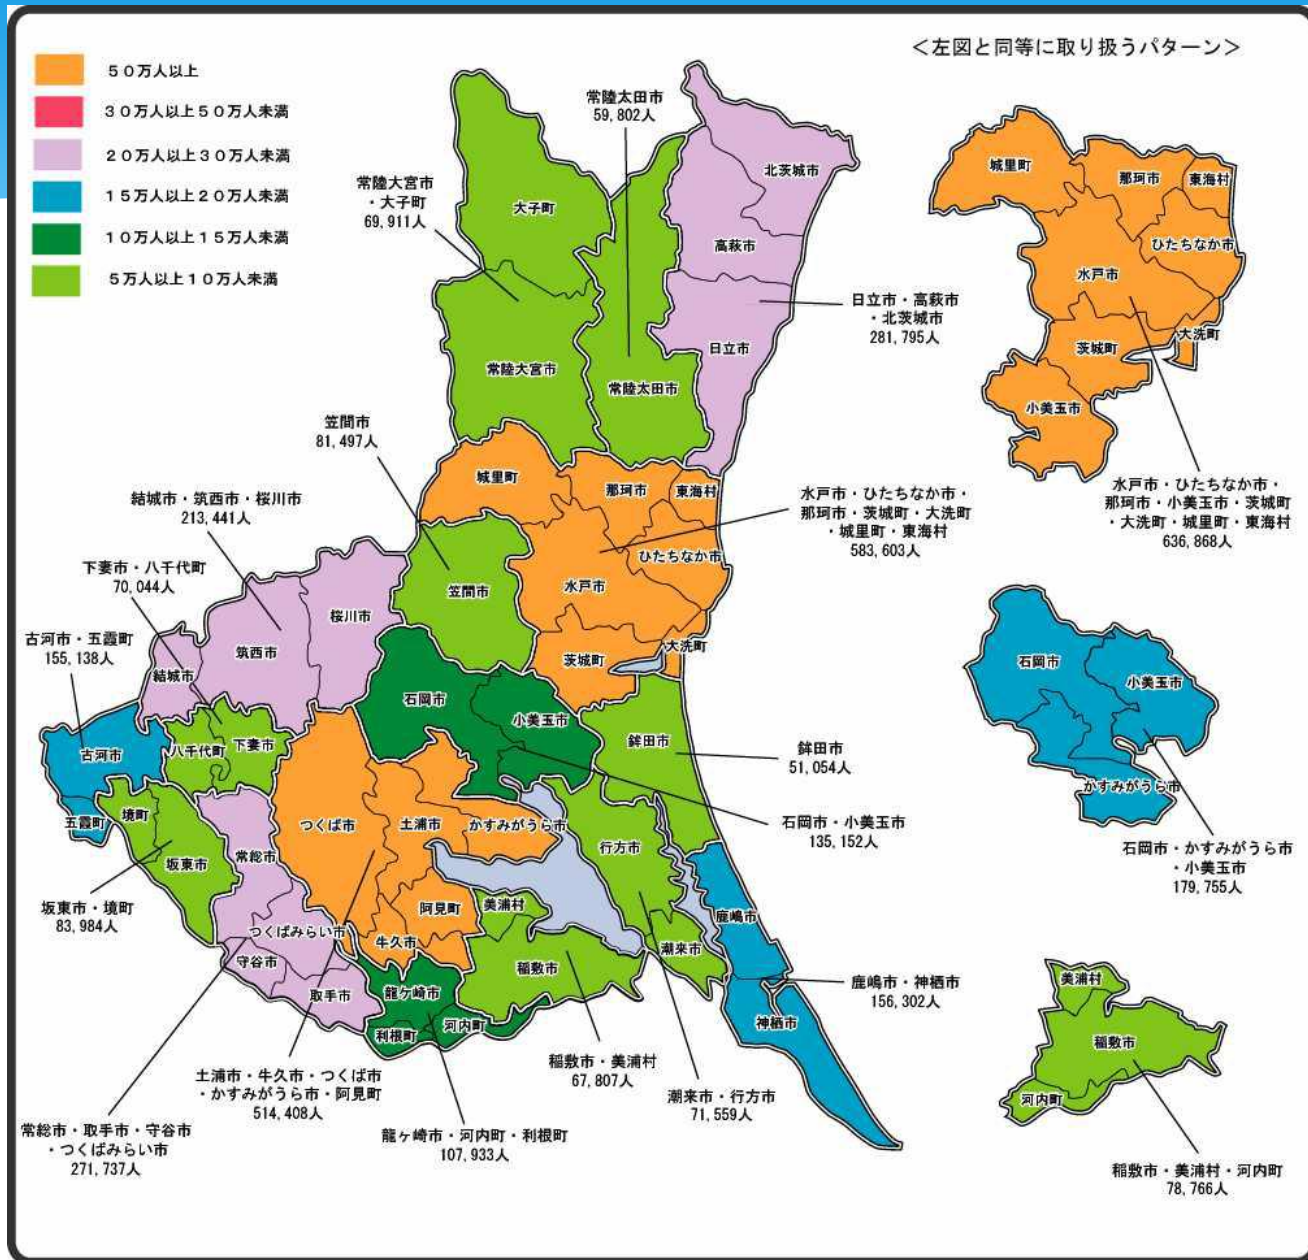 ５０万人以上
３０万人以上５０万人未満
２０万人以上３０万人未満
１５万人以上２０万人未満
１０万人以上１５万人未満
５万人以上１０万人未満
＜左図と同等に取り扱うパターン＞
常陸太田市
59,802人
常陸大宮市
・大子町
69,911人
大子町
北茨城市
高萩市
日立市・高萩市
・北茨城市
281,795人
日立市
常陸大宮市
常陸太田市
笠間市
81,497人
城里町
那珂市
東海村
水戸市・ひたちなか市・
那珂市・茨城町・大洗町
・城里町・東海村
583,603人
ひたちなか市
水戸市
笠間市
大洗町
茨城町
結城市・筑西市・桜川市
213,441人
下妻市・八千代町
70,044人
古河市・五霞町
155,138人
桜川市
筑西市
結城市
石岡市
小美玉市
古河市
八千代町
下妻市
鉾田市
鉾田市
51,054人
五霞町
境町
坂東市
常総市
つくば市
土浦市
かすみがうら市
行方市
石岡市・小美玉市
135,152人
坂東市・境町
83,984人
つくばみらい市
守谷市
取手市
阿見町
牛久市
美浦村
稲敷市
潮来市
鹿嶋市
神栖市
鹿嶋市・神栖市
156,302人
龍ヶ崎市
利根町
河内町
稲敷市・美浦村
67,807人
潮来市・行方市
71,559人
土浦市・牛久市・つくば市
・かすみがうら市・阿見町
514,408人
常総市・取手市・守谷市
・つくばみらい市
271,737人
龍ヶ崎市・河内町・利根町
107,933人
城里町
那珂市
東海村
ひたちなか市
水戸市
大洗町
茨城町
小美玉市
水戸市・ひたちなか市・
那珂市・小美玉市・茨城町
・大洗町・城里町・東海村
636,868人
石岡市
小美玉市
かすみがうら市
石岡市・かすみがうら市
・小美玉市
179,755人
美浦村
稲敷市
河内町
稲敷市・美浦村・河内町
78,766人